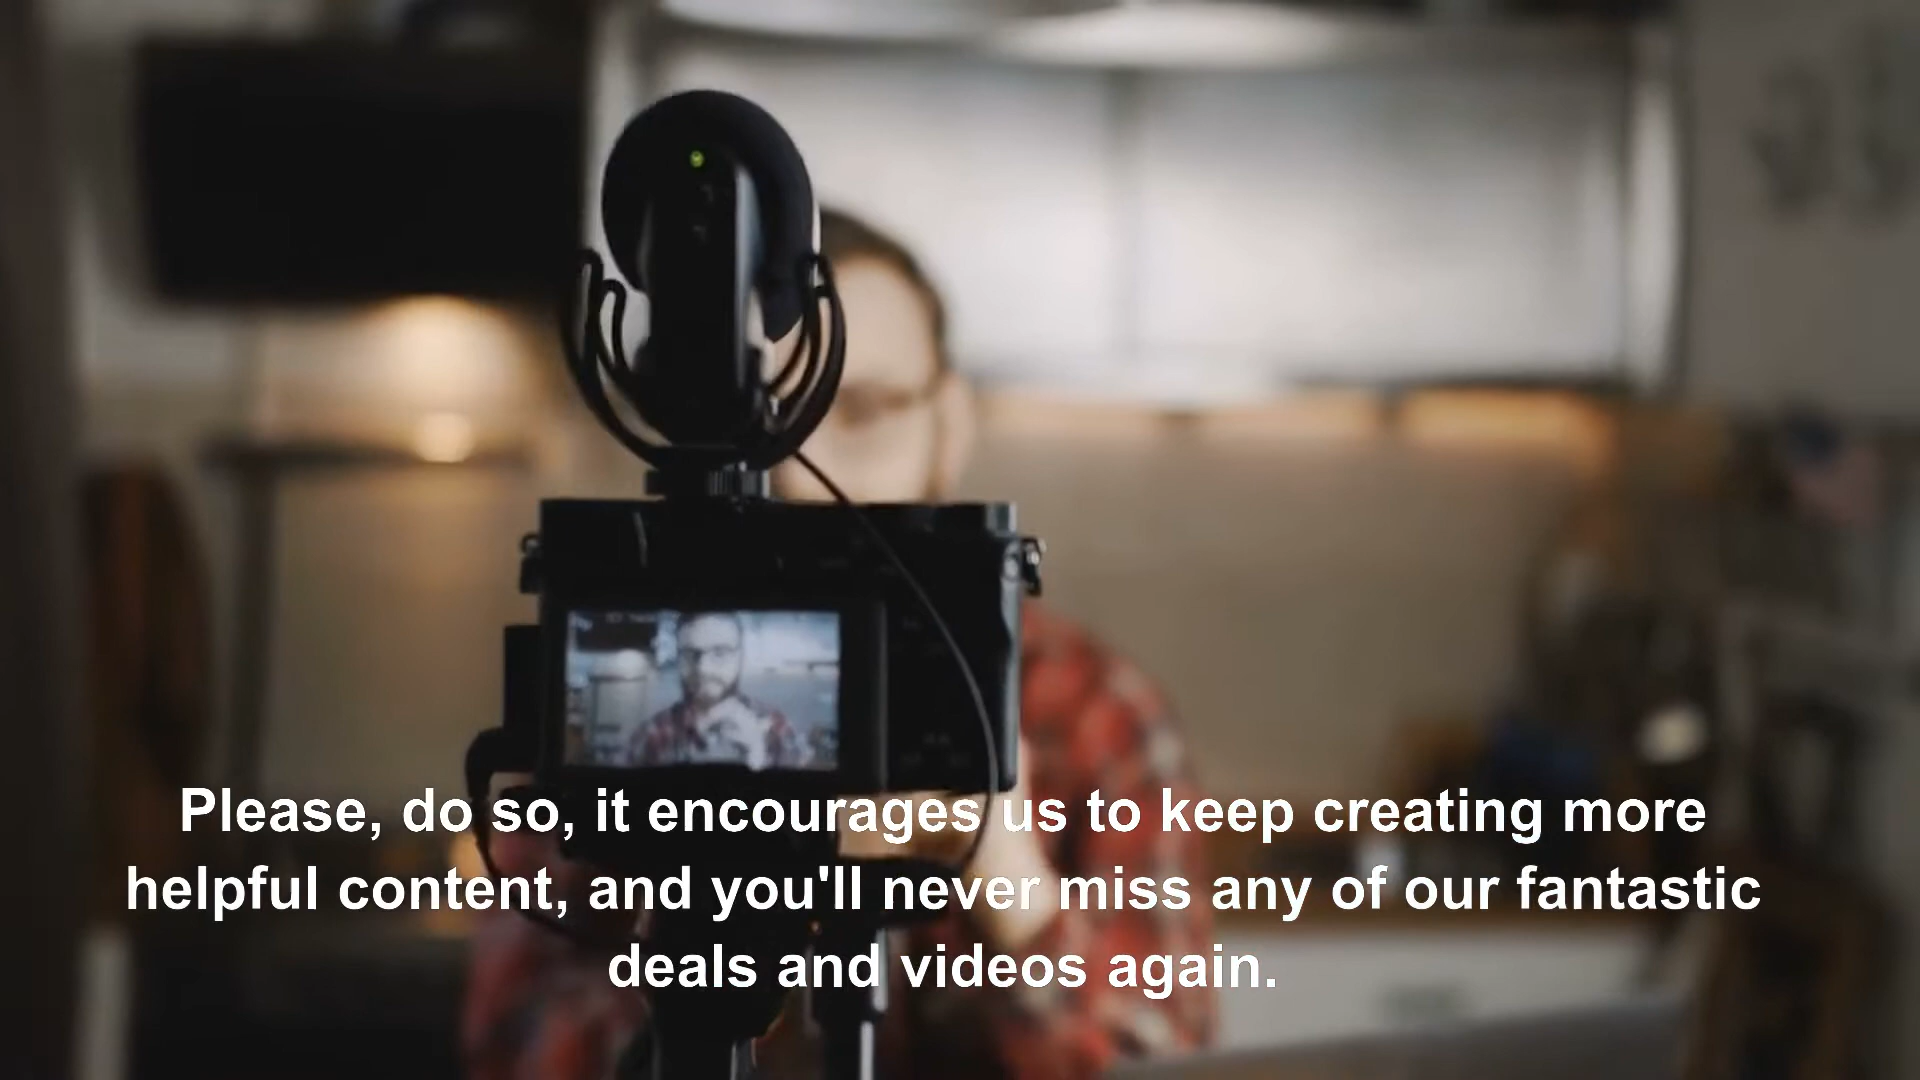 Please, do so, it encourages us to keep creating more
helpful content, and you'll never miss any of our fantastic
deals and videos again.